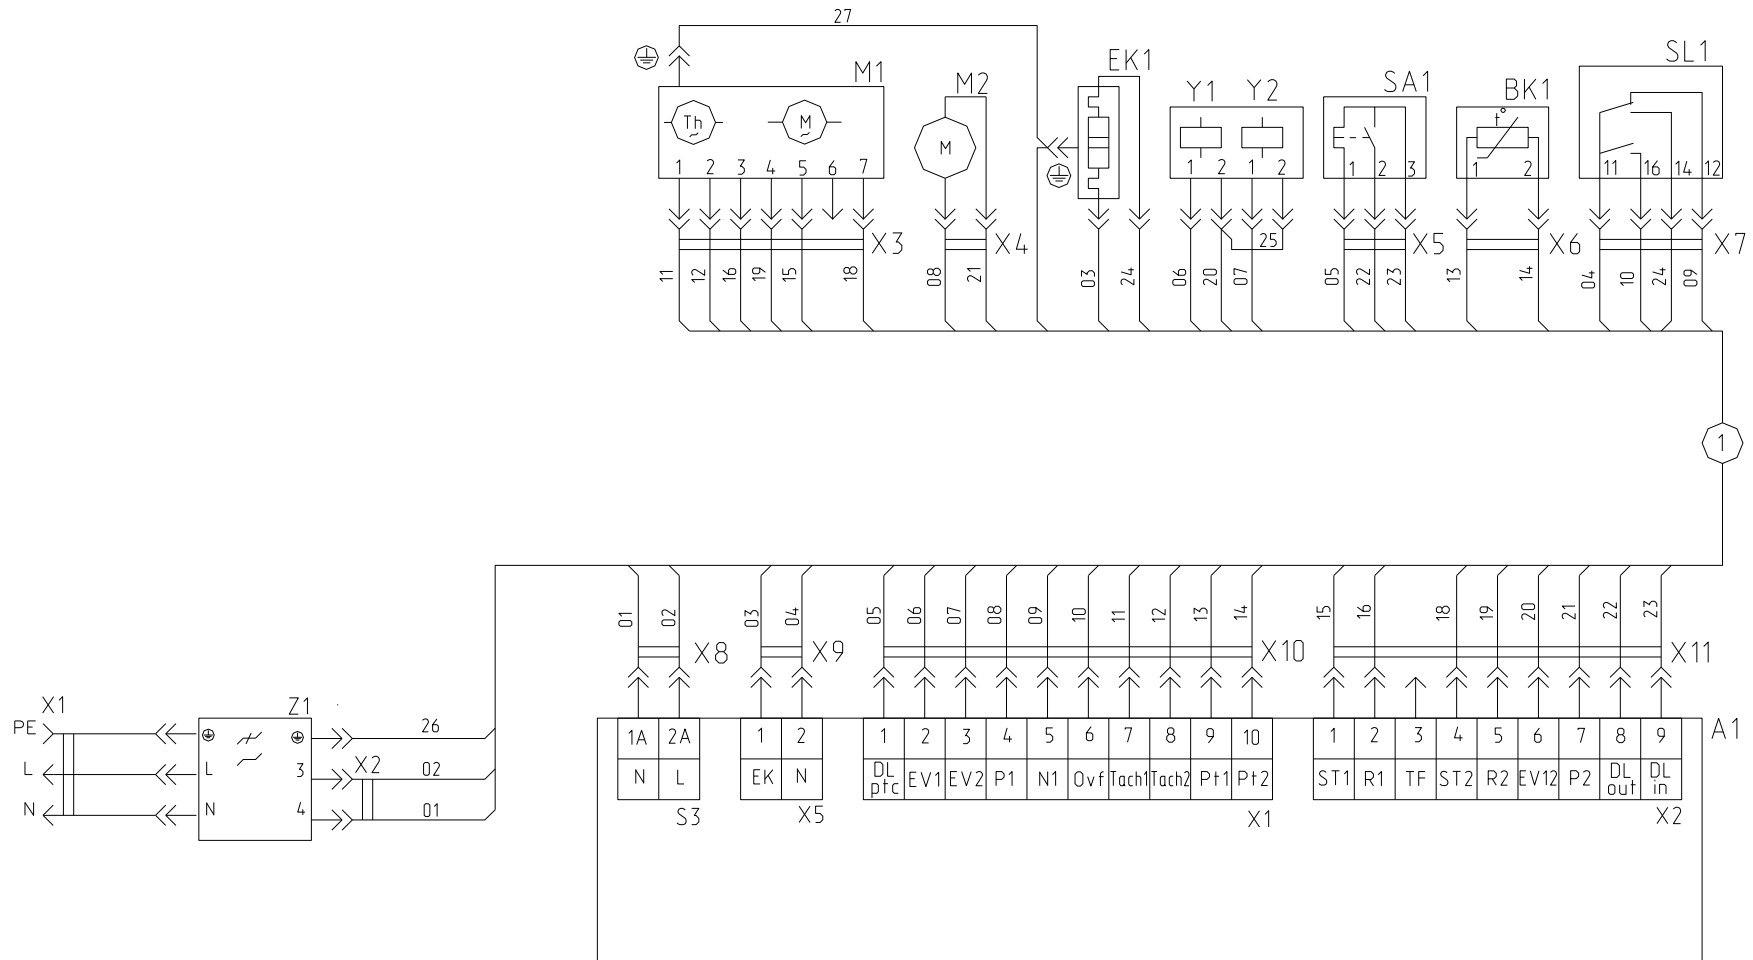 27
M1
M2
EK1
Y1 Y2
SA1
BK1
SL1
Th
~
M
~
M
t°
1 2 3 4 5 6 7
1 2 1 2
1 2 3
1 2
11 16 14 12
X3
X4
25
X5
X6
X7
11 12 16 19 15 18
08 21
03 24
06 20 07
05 22 23
13 14
04 10 24 09
1
01 02
03 04
05 06 07 08 09 10 11 12 13 14
15 16 18 19 20 21 22 23
X8
X9
X10
X11
X1
Z1
PE
26
L L 3
X2
02
N N 4
01
A1
1A 2A
N L
S3
1 2
EK N
X5
1 2 3 4 5 6 7 8 9 10
DL ptc EV1 EV2 P1 N1 Ovf Tach1 Tach2 Pt1 Pt2
X1
1 2 3 4 5 6 7 8 9
ST1 R1 TF ST2 R2 EV12 P2 DL out DL in
X2